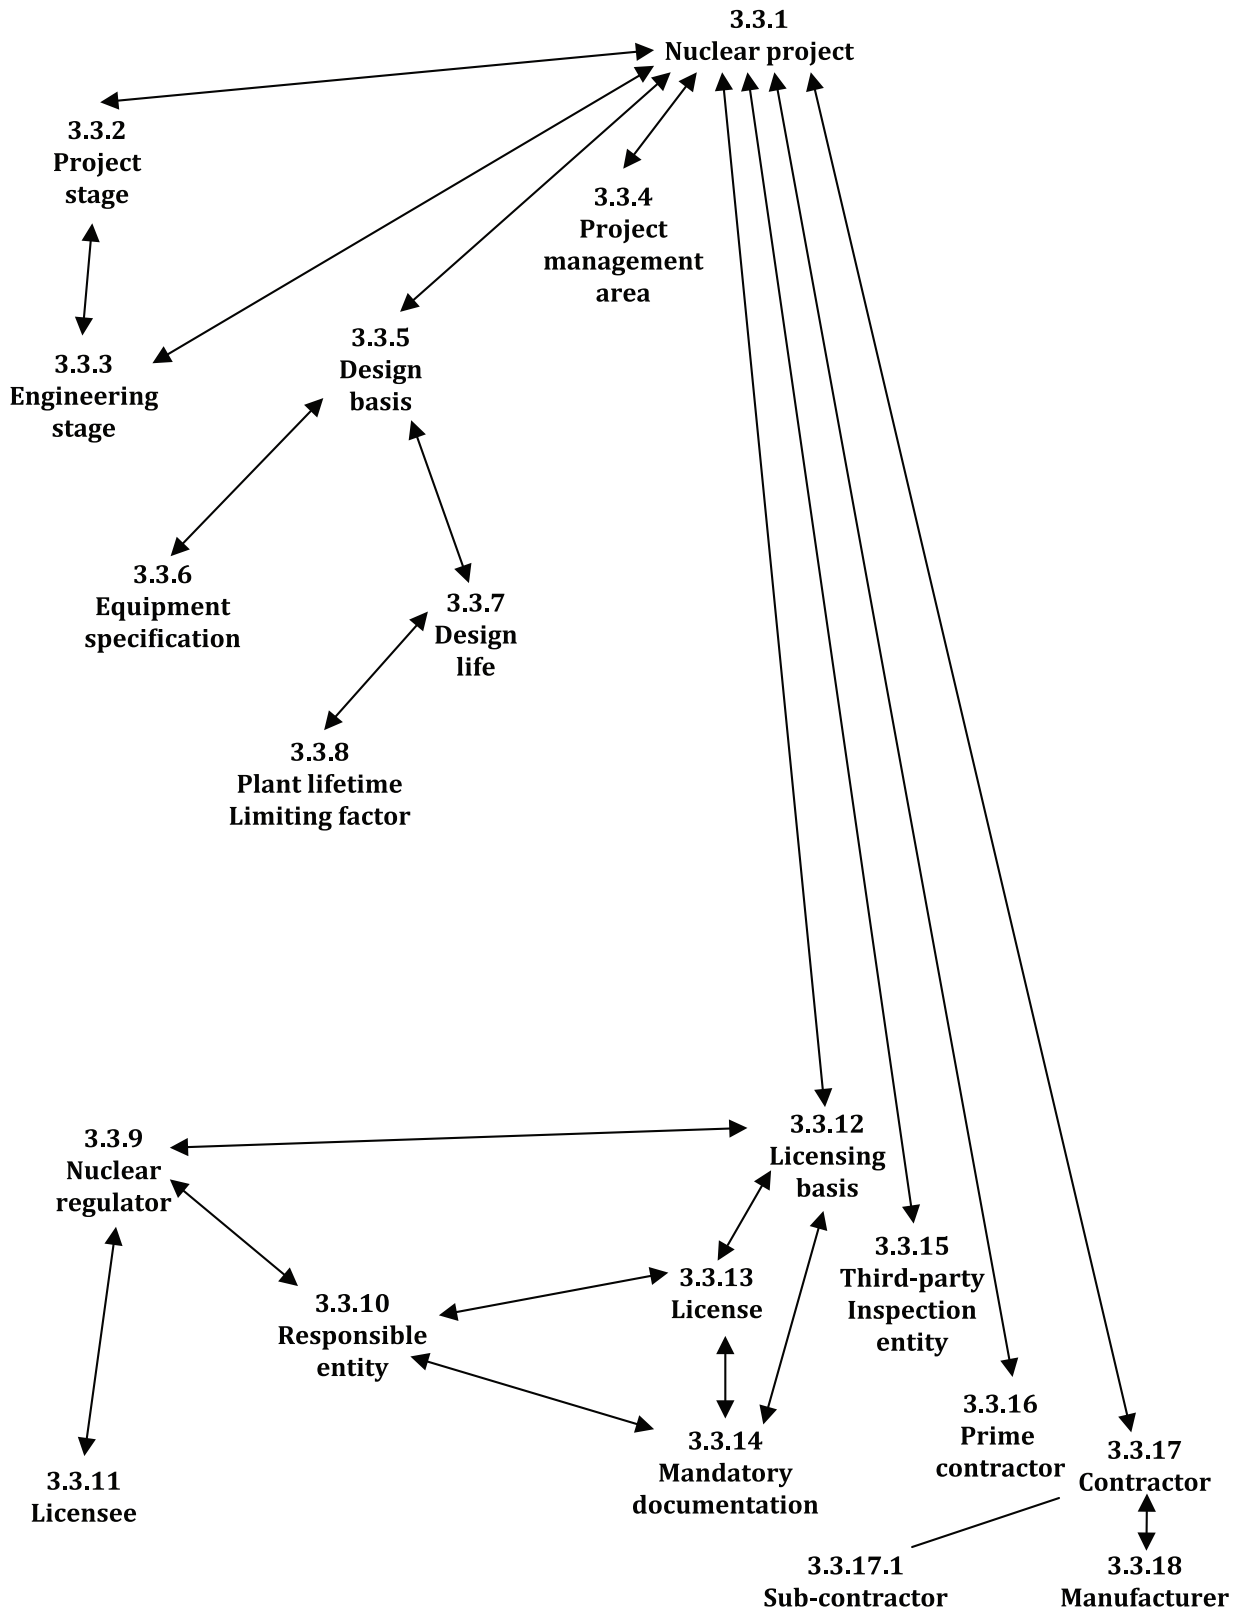 3.3.1
Nuclear project
3.3.2
Project
stage
3.3.4
Project
management
area
3.3.3
Engineering
stage
3.3.5
Design
basis
3.3.6
Equipment
specification
3.3.7
Design
life
3.3.8
Plant lifetime
Limiting factor
3.3.9
Nuclear
regulator
3.3.12
Licensing
basis
3.3.10
Responsible
entity
3.3.13
License
3.3.15
Third-party
Inspection
entity
3.3.11
Licensee
3.3.14
Mandatory
documentation
3.3.16
Prime
contractor
3.3.17
Contractor
3.3.17.1
Sub-contractor
3.3.18
Manufacturer